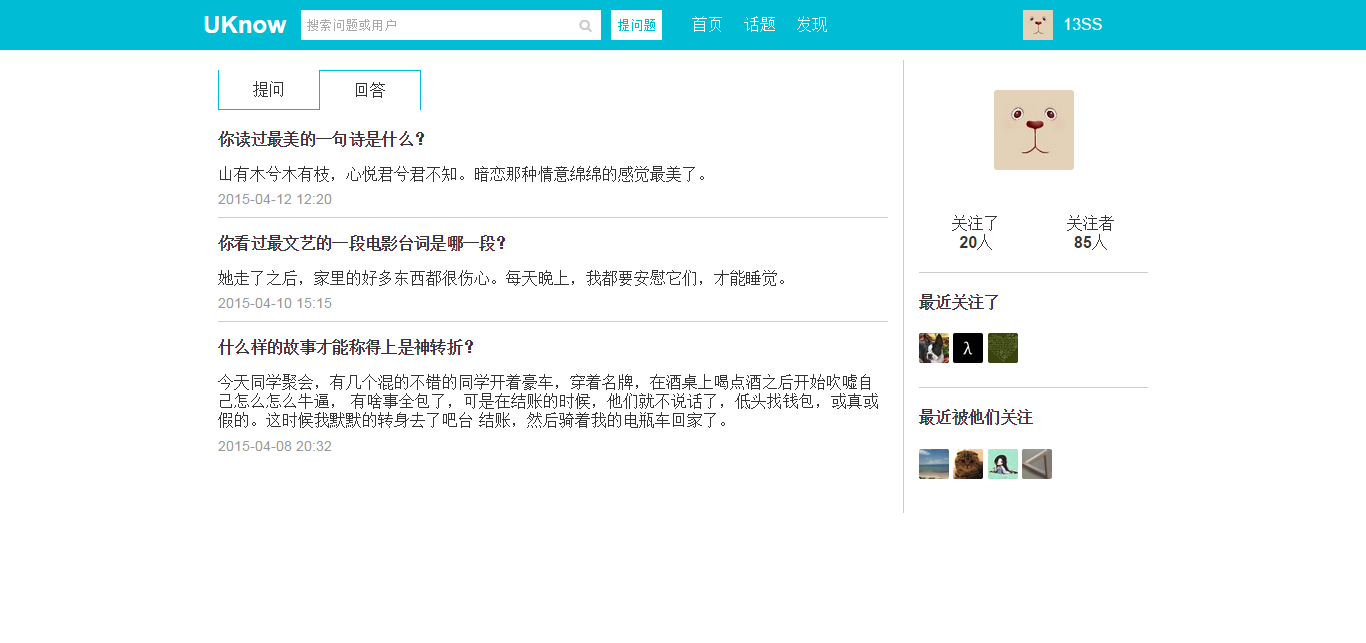 UKnow 搜索问题或用户 提问题 首页 话题 发现 13SS
提问 回答
你读过最美的一句诗是什么？
山有木兮木有枝，心悦君兮君不知。暗恋那种情意绵绵的感觉最美了。
2015-04-12 12:20
你看过最文艺的一段电影台词是哪一段？
她走了之后，家里的好多东西都很伤心。每天晚上，我都要安慰它们，才能睡觉。
2015-04-10 15:15
什么样的故事才能称得上是神转折？
今天同学聚会，有几个混的不错的同学开着豪车，穿着名牌，在酒桌上喝点酒之后开始吹嘘自
己怎么怎么牛逼， 有啥事全包了，可是在结账的时候，他们就不说话了，低头找钱包，或真或
假的。这时候我默默的转身去了吧台 结账，然后骑着我的电瓶车回家了。
2015-04-08 20:32
关注了 关注者
20人 85人
最近关注了
λ
最近被他们关注